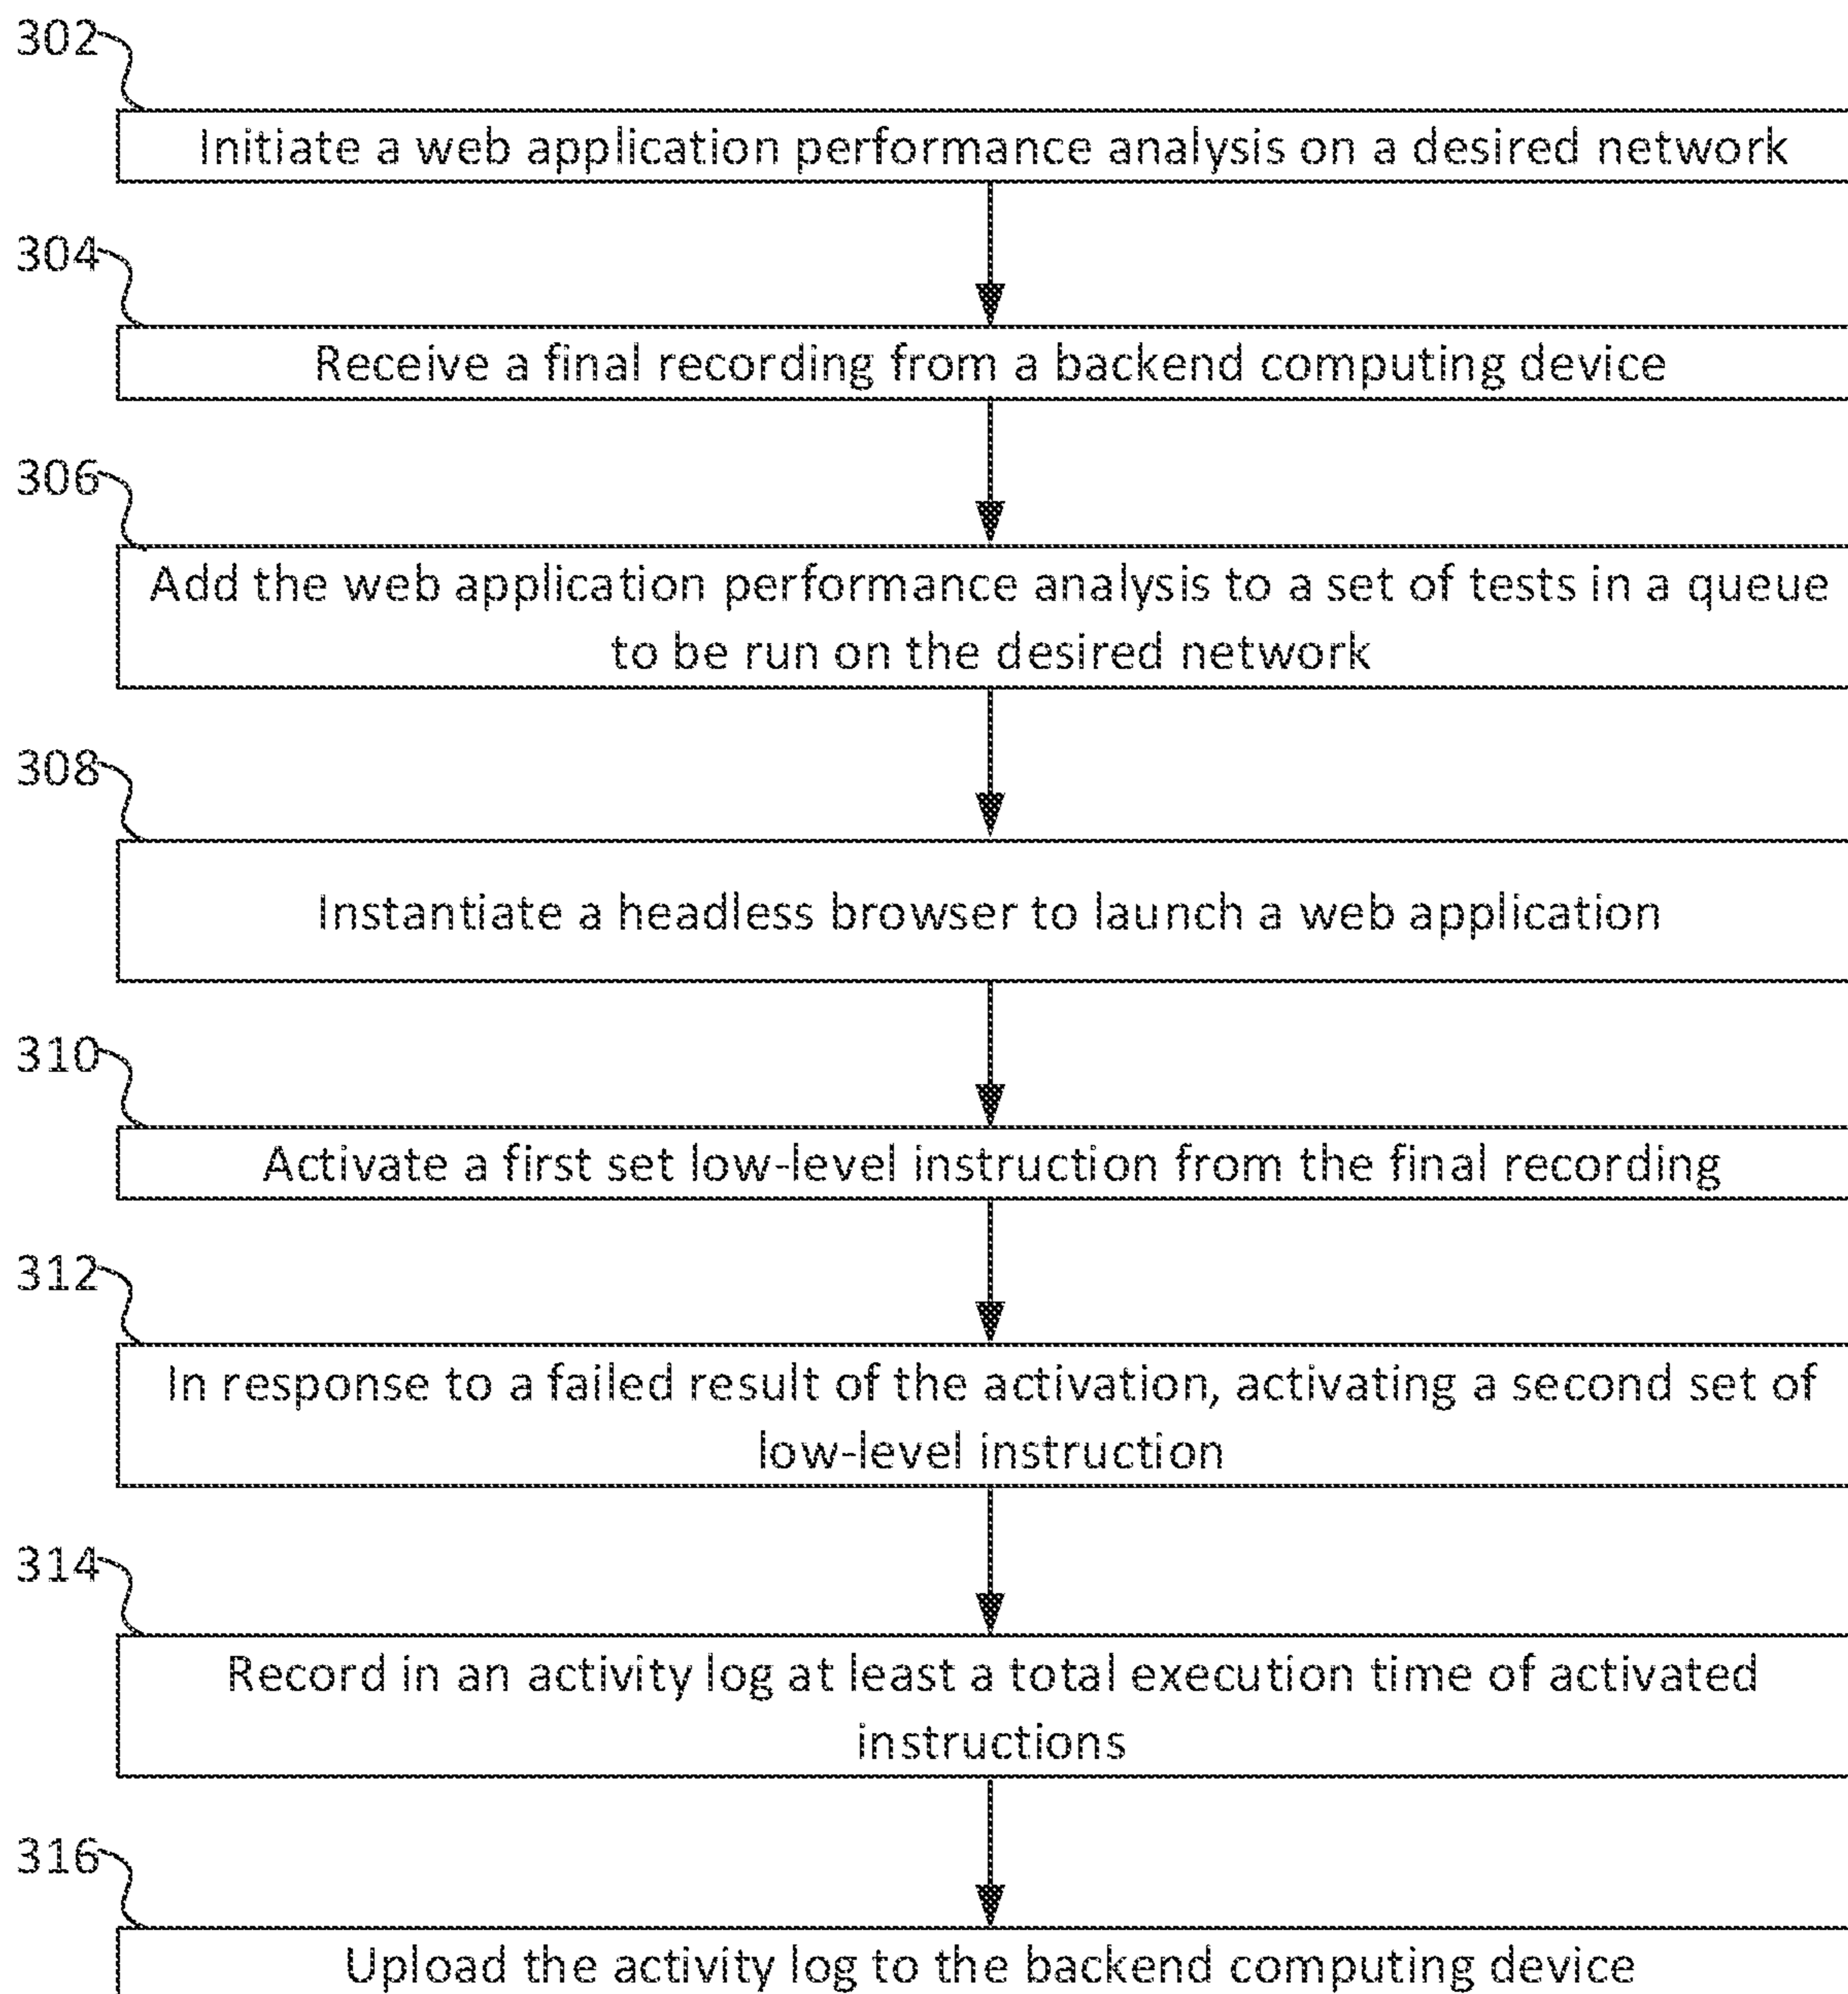 302
Initiate a web application performance analysis on a desired network
304
Receive a final recording from a backend computing device
306
Add the web application performance analysis to a set of tests in a queue
to be run on the desired network
308
Instantiate a headless browser to launch a web application
310
Activate a first set low-level instruction from the final recording
312
In response to a failed result of the activation, activating a second set of
low-level instruction
314
Record in an activity log at least a total execution time of activated
instructions
316
Upload the activity log to the backend computing device